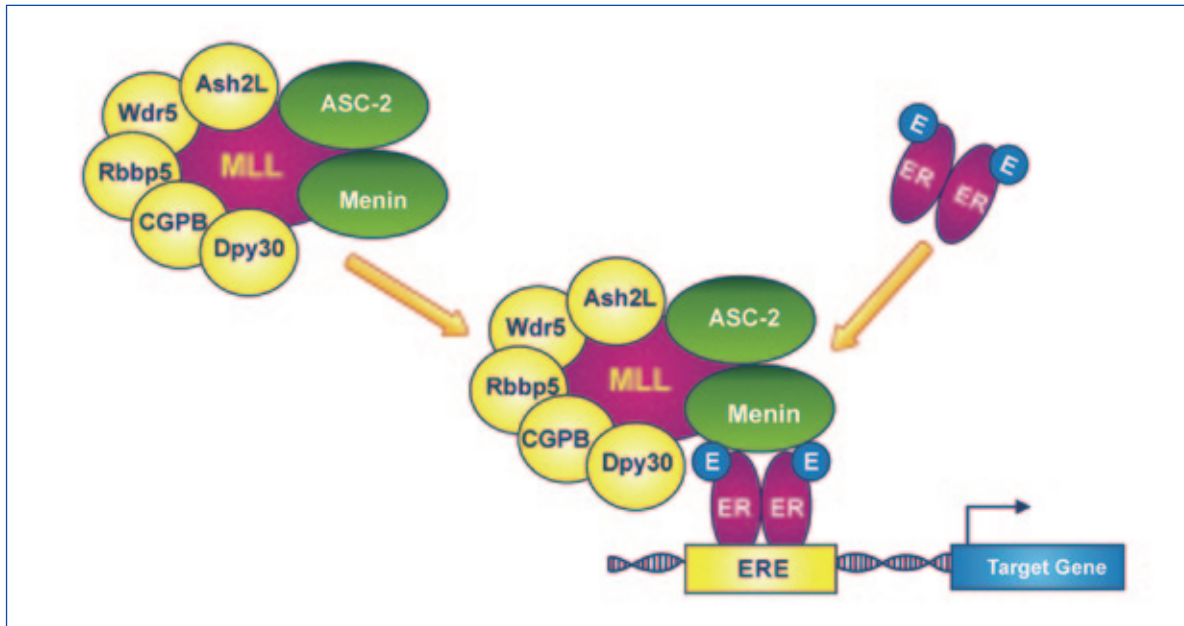 Ash2L
ASC-2
Wdr5
MLL
Rbbp5
Menin
CGPB
Dpy30
E
E
ER
ER
Ash2L
ASC-2
Wdr5
MLL
Rbbp5
Menin
CGPB
Dpy30
E
E
ER
ER
ERE
Target Gene